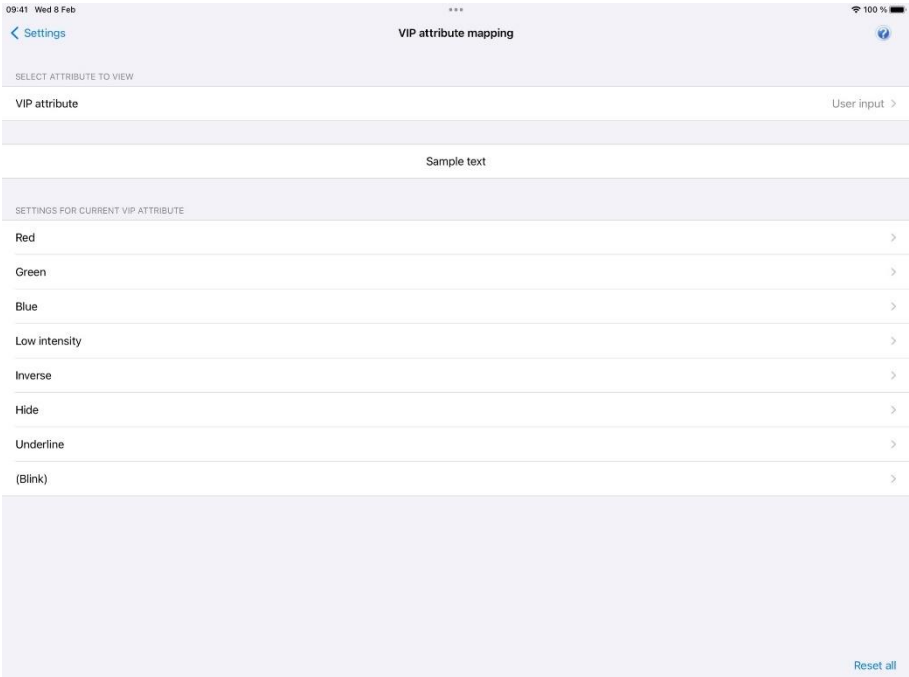 09:41 Wed 8 Feb
100 %
Settings
VIP attribute mapping
?
SELECT ATTRIBUTE TO VIEW
VIP attribute
User input
Sample text
SETTINGS FOR CURRENT VIP ATTRIBUTE
Red
Green
Blue
Low intensity
Inverse
Hide
Underline
(Blink)
Reset all